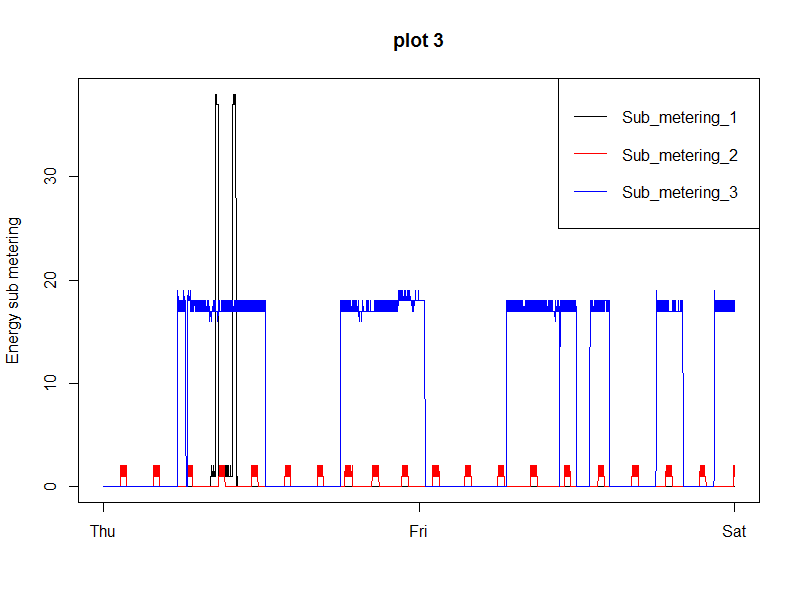 plot 3
Sub_metering_1
Sub_metering_2
Sub_metering_3
Energy sub metering
30
20
10
0
Thu
Fri
Sat